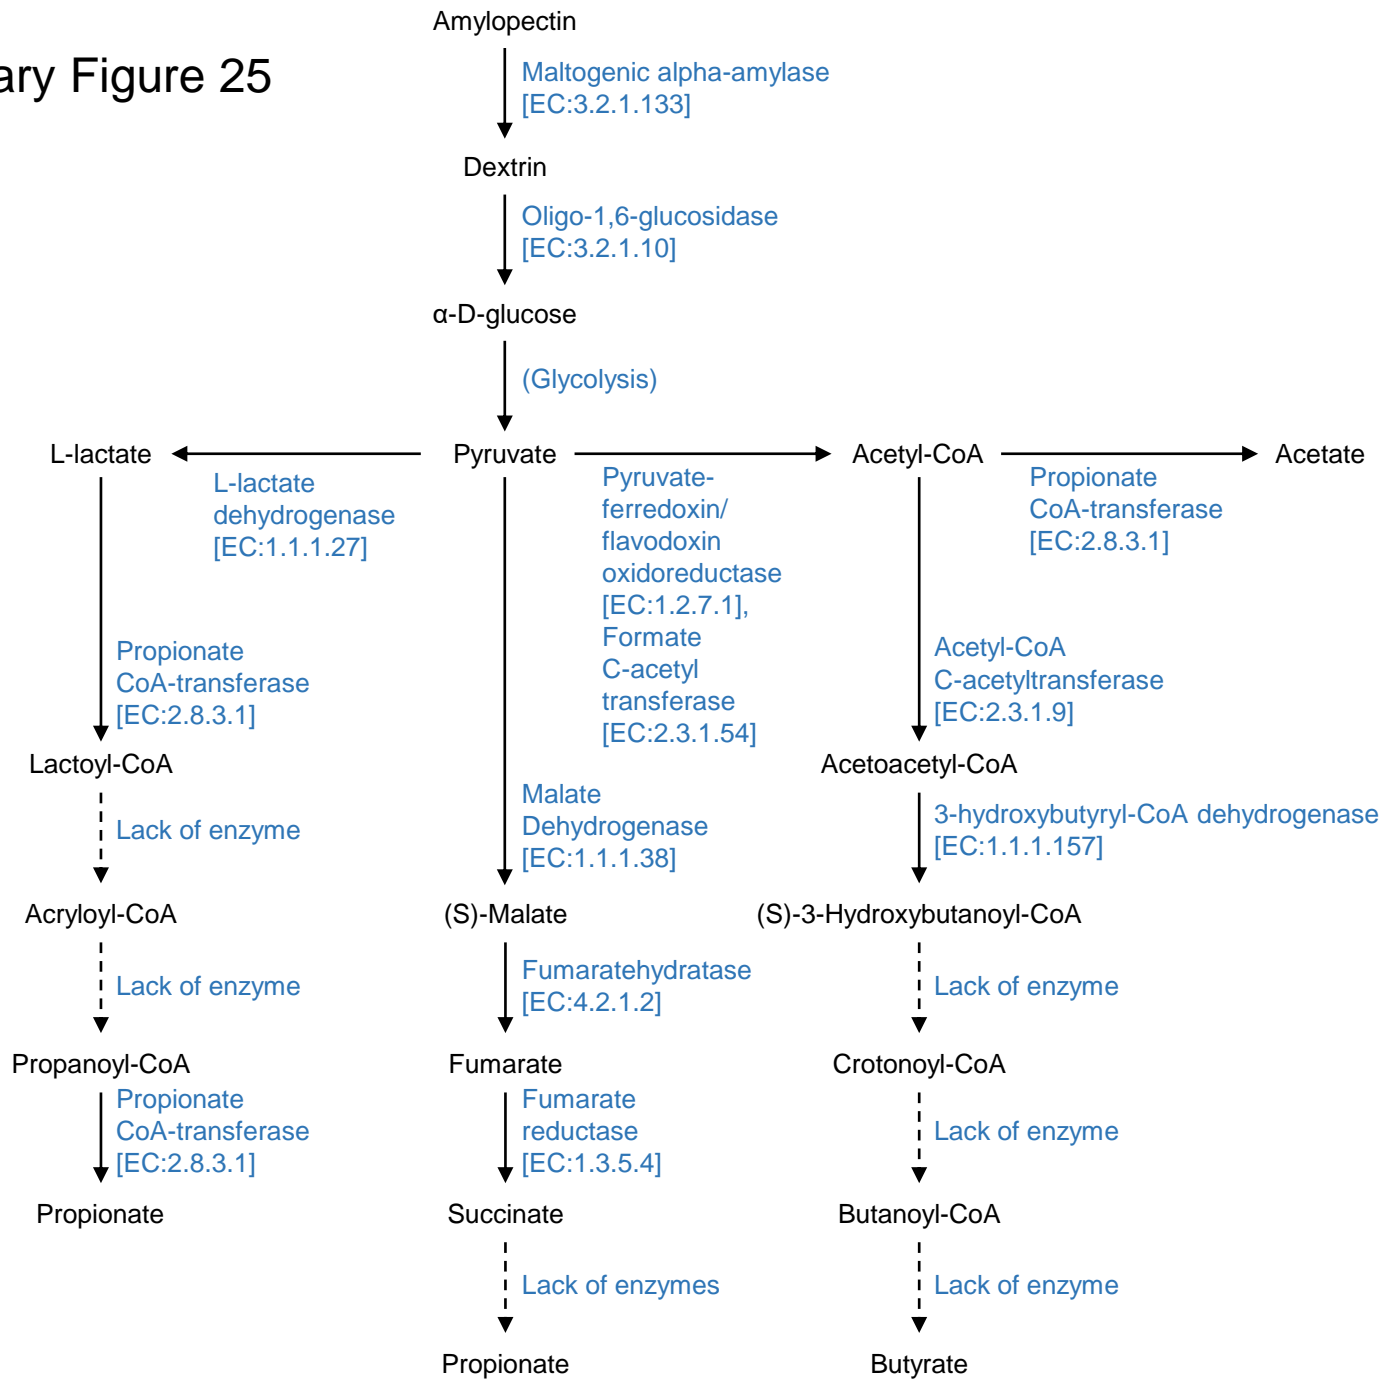 Amylopectin
ary Figure 25
Maltogenic alpha-amylase
[EC:3.2.1.133]
Dextrin
Oligo-1,6-glucosidase
[EC:3.2.1.10]
α-D-glucose
(Glycolysis)
L-lactate
Pyruvate
Acetyl-CoA
Acetate
L-lactate
dehydrogenase
[EC:1.1.1.27]
Pyruvate-
ferredoxin/
flavodoxin
oxidoreductase
[EC:1.2.7.1],
Formate
C-acetyl
transferase
[EC:2.3.1.54]
Propionate
CoA-transferase
[EC:2.8.3.1]
Propionate
CoA-transferase
[EC:2.8.3.1]
Acetyl-CoA
C-acetyltransferase
[EC:2.3.1.9]
Lactoyl-CoA
Acetoacetyl-CoA
Lack of enzyme
Malate
Dehydrogenase
[EC:1.1.1.38]
3-hydroxybutyryl-CoA dehydrogenase
[EC:1.1.1.157]
Acryloyl-CoA
(S)-Malate
(S)-3-Hydroxybutanoyl-CoA
Lack of enzyme
Fumaratehydratase
[EC:4.2.1.2]
Lack of enzyme
Propanoyl-CoA
Fumarate
Crotonoyl-CoA
Propionate
CoA-transferase
[EC:2.8.3.1]
Fumarate
reductase
[EC:1.3.5.4]
Lack of enzyme
Propionate
Succinate
Butanoyl-CoA
Lack of enzymes
Lack of enzyme
Propionate
Butyrate